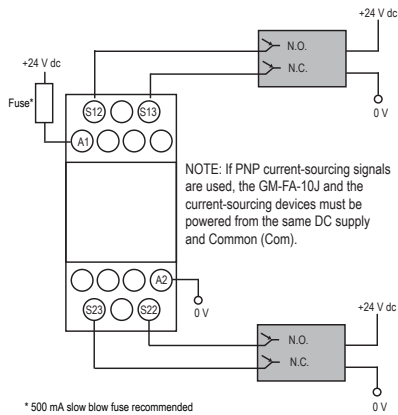 +24 V dc
N.O.
N.C.
0 V
+24 V dc
Fuse*
S12
S13
A1
NOTE: If PNP current-sourcing signals
are used, the GM-FA-10J and the
current-sourcing devices must be
powered from the same DC supply
and Common (Com).
A2
S23
S22
0 V
+24 V dc
N.O.
N.C.
0 V
* 500 mA slow blow fuse recommended